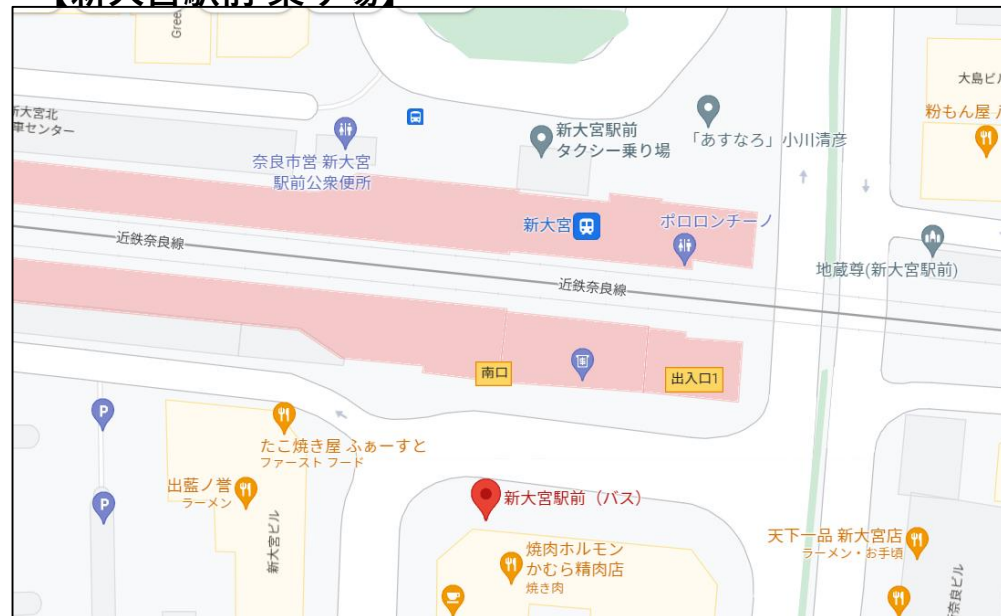 【新大宮駅前 乗り場】
Gree
大島ビル
新大宮北
車センター
粉もん屋 八
新大宮駅前
タクシー乗り場
「あすなろ」小川清彦
奈良市営 新大宮
駅前公衆便所
新大宮
ポロロンチーノ
近鉄奈良線
地蔵尊(新大宮駅前)
近鉄奈良線
南口
出入口1
P
たこ焼き屋 ふぁーすと
ファースト フード
出藍ノ誉
ラーメン
P
新大宮駅前（バス）
新大宮ビル
焼肉ホルモン
かむら精肉店
焼き肉
天下一品 新大宮店
ラーメン・お手頃
奈良ビル